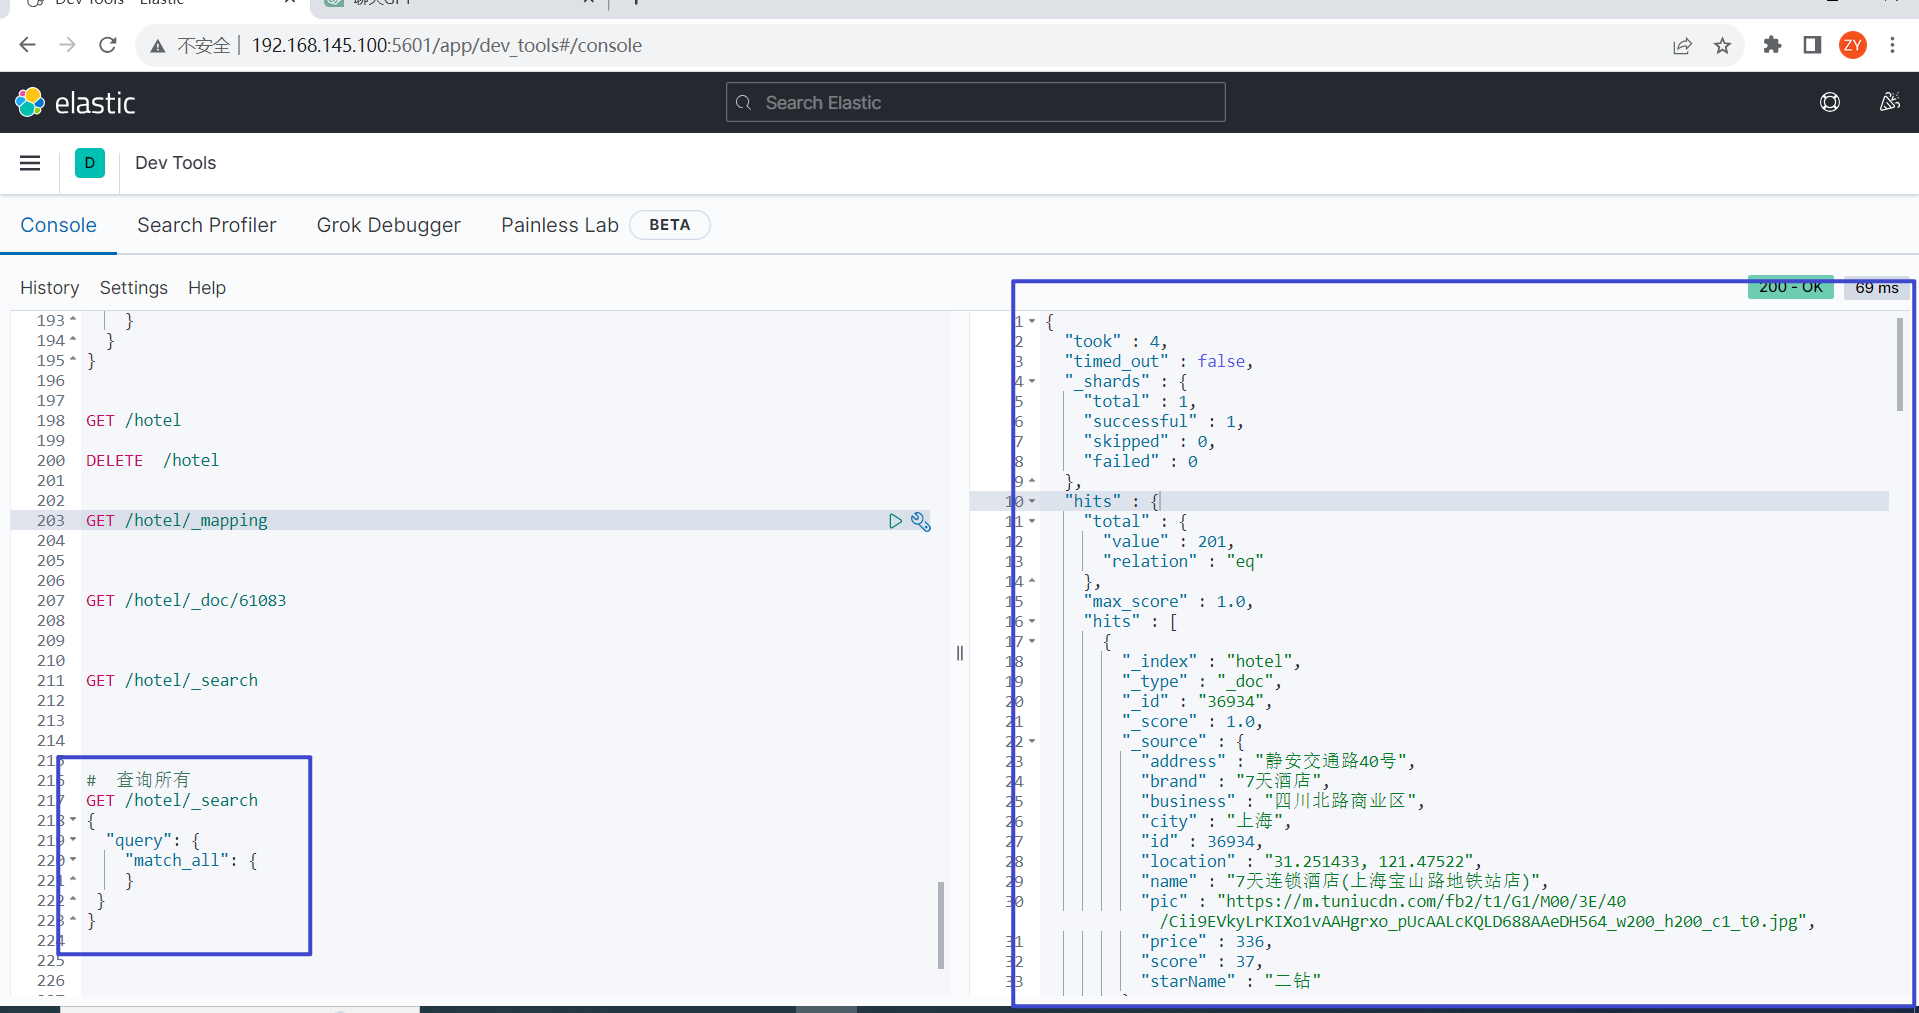 Dev Tools - Elastic
聊天GPT
不安全 192.168.145.100:5601/app/dev_tools#/console
ZY
elastic
Search Elastic
D
Dev Tools
Console Search Profiler Grok Debugger Painless Lab BETA
History Settings Help
200 - OK 69 ms
193 }
194 }
195 }
196
197
198 GET /hotel
199
200 DELETE  /hotel
201
202
203 GET /hotel/_mapping
204
205
206
207 GET /hotel/_doc/61083
208
209
210
211 GET /hotel/_search
212
213
214
215
216 #  查询所有
217 GET /hotel/_search
218 {
219 "query": {
220 "match_all": {
221 }
222 }
223 }
224
225
226
1 {
2 "took" : 4,
3 "timed_out" : false,
4 "_shards" : {
5 "total" : 1,
6 "successful" : 1,
7 "skipped" : 0,
8 "failed" : 0
9 },
10 "hits" : {
11 "total" : {
12 "value" : 201,
13 "relation" : "eq"
14 },
15 "max_score" : 1.0,
16 "hits" : [
17 {
18 "_index" : "hotel",
19 "_type" : "_doc",
20 "_id" : "36934",
21 "_score" : 1.0,
22 "_source" : {
23 "address" : "静安交通路40号",
24 "brand" : "7天酒店",
25 "business" : "四川北路商业区",
26 "city" : "上海",
27 "id" : 36934,
28 "location" : "31.251433, 121.47522",
29 "name" : "7天连锁酒店(上海宝山路地铁站店)",
30 "pic" : "https://m.tuniucdn.com/fb2/t1/G1/M00/3E/40
/Cii9EVkyLrKIXo1vAAHgrxo_pUcAALcKQLD688AAeDH564_w200_h200_c1_t0.jpg",
31 "price" : 336,
32 "score" : 37,
33 "starName" : "二钻"